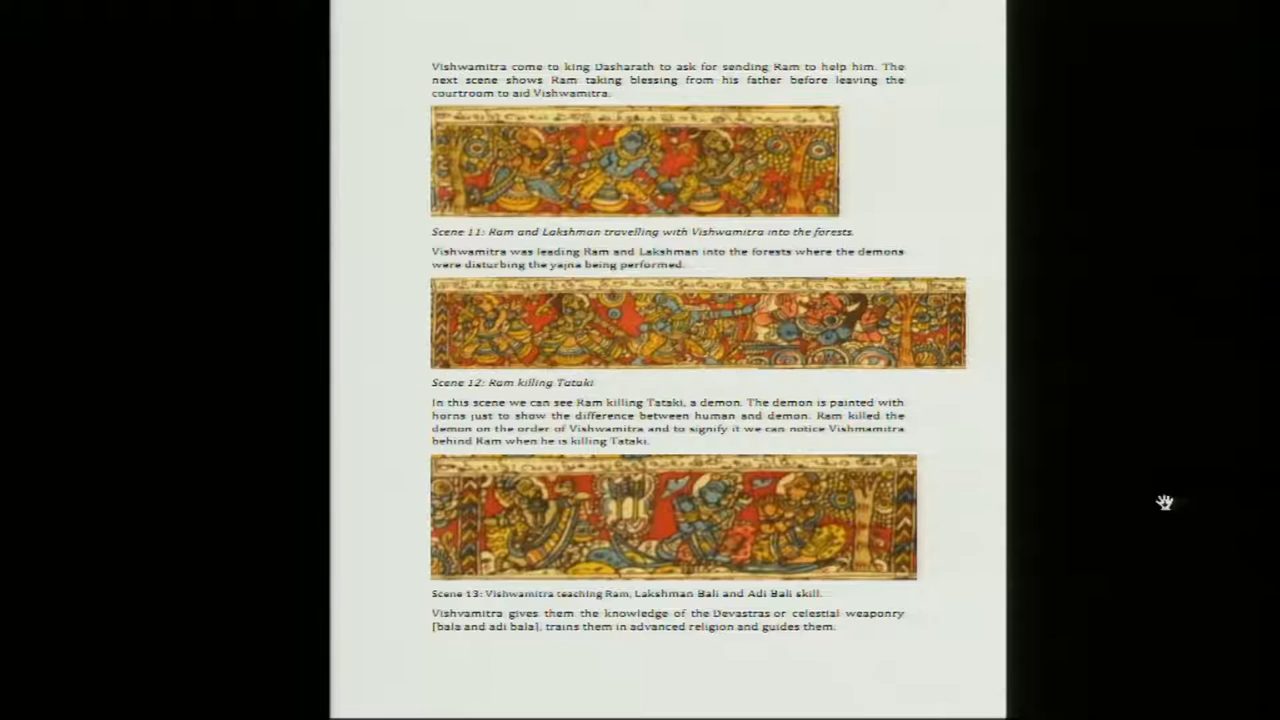 Vishwamitra come to king Dasharath to ask for sending Ram to help him. The
next scene shows Ram taking blessing from his father before leaving the
courtroom to aid Vishwamitra.
Scene 11: Ram and Lakshman travelling with Vishwamitra into the forests.
Vishwamitra was leading Ram and Lakshman into the forests where the demons
were disturbing the yajna being performed.
Scene 12: Ram killing Tataki
In this scene we can see Ram killing Tataki, a demon. The demon is painted with
horns just to show the difference between human and demon. Ram killed the
demon on the order of Vishwamitra and to signify it we can notice Vishmamitra
behind Ram when he is killing Tataki.
Scene 13: Vishwamitra teaching Ram, Lakshman Bali and Adi Bali skill.
Vishvamitra gives them the knowledge of the Devastras or celestial weaponry
[bala and adi bala], trains them in advanced religion and guides them.